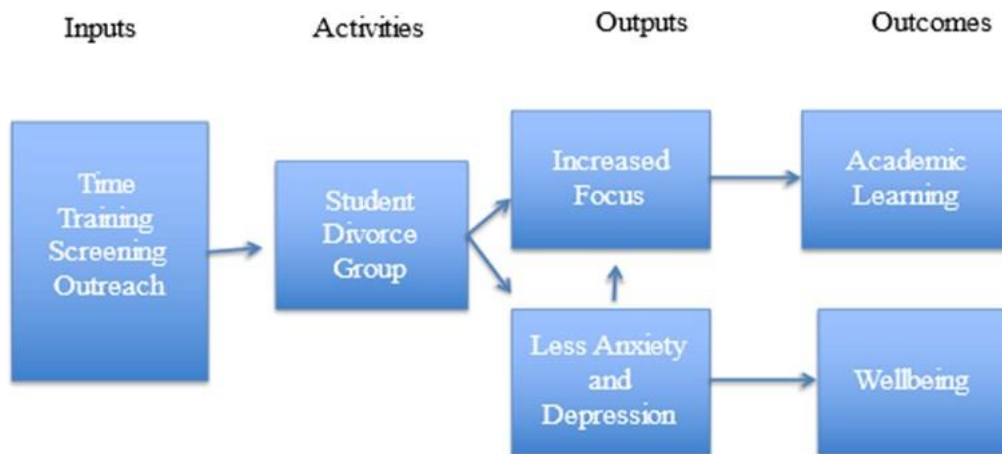 Inputs
Activities
Outputs
Outcomes
Time
Training
Screening
Outreach
Student
Divorce
Group
Increased
Focus
Academic
Learning
Less Anxiety
and
Depression
Wellbeing